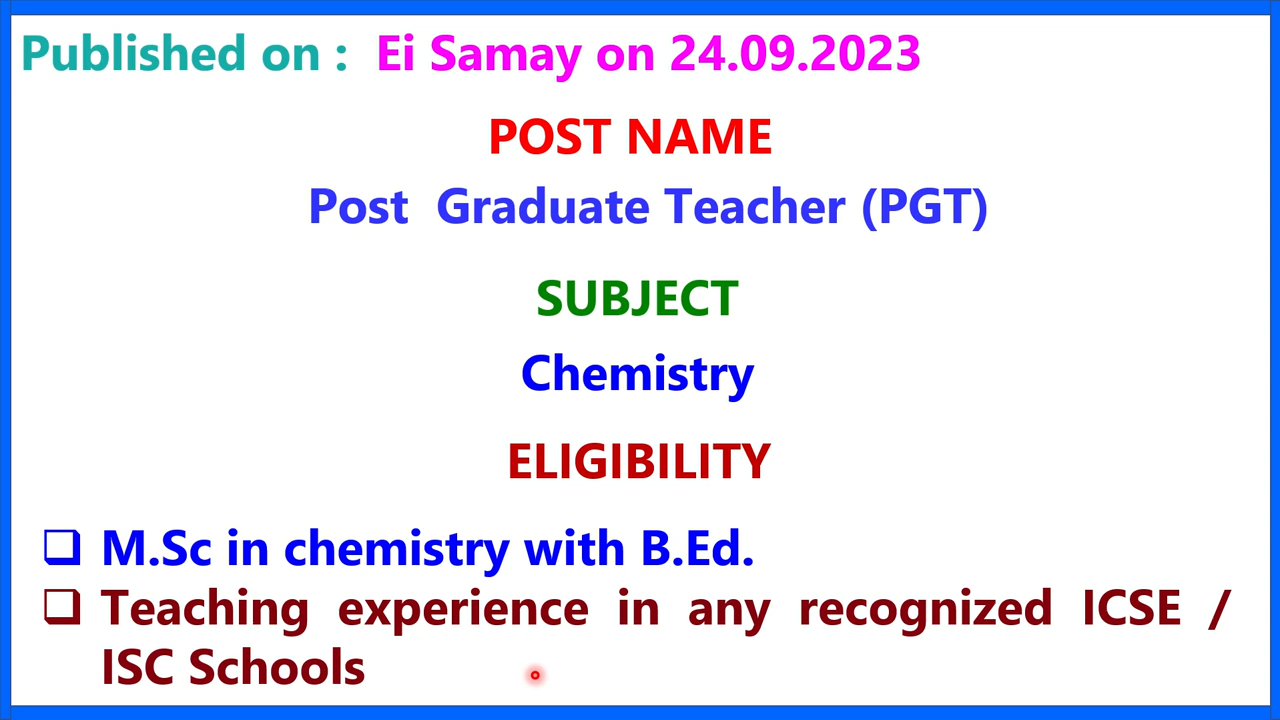 Published on : Ei Samay on 24.09.2023
POST NAME
Post Graduate Teacher (PGT)
SUBJECT
Chemistry
ELIGIBILITY
❑ M.Sc in chemistry with B.Ed.
❑ Teaching experience in any recognized ICSE /
ISC Schools